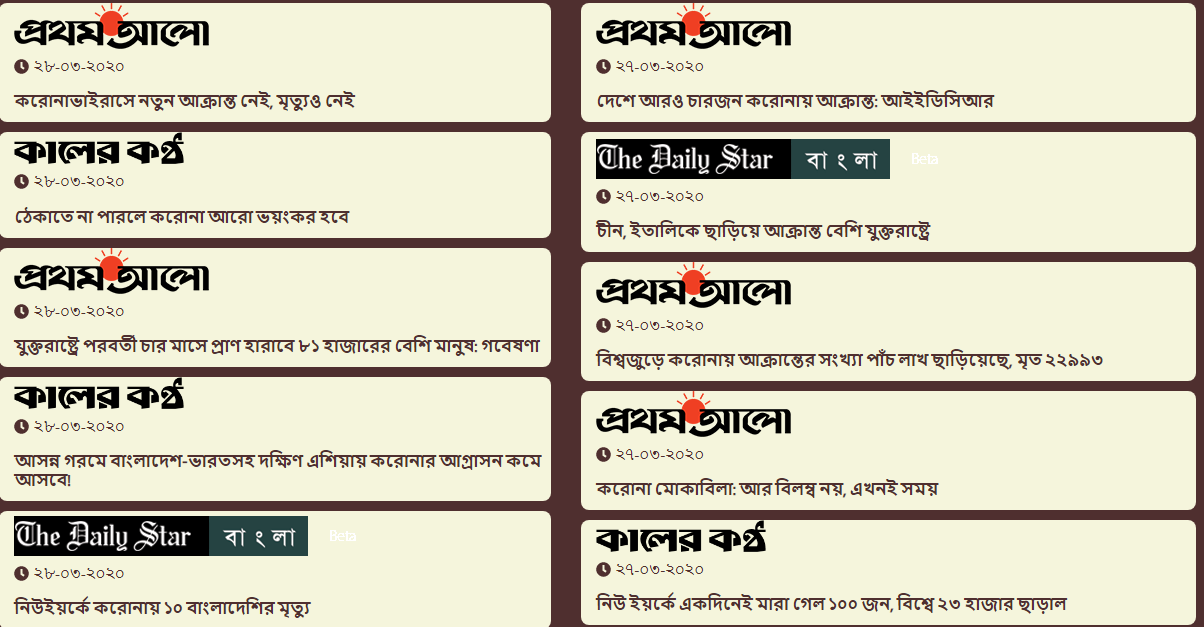 প্রথম আলো
২৮-০৩-২০২০
করোনাভাইরাসে নতুন আক্রান্ত নেই, মৃত্যুও নেই
কালের কণ্ঠ
২৮-০৩-২০২০
ঠেকাতে না পারলে করোনা আরো ভয়ংকর হবে
প্রথম আলো
২৮-০৩-২০২০
যুক্তরাষ্ট্রে পরবর্তী চার মাসে প্রাণ হারাবে ৮১ হাজারের বেশি মানুষ: গবেষণা
কালের কণ্ঠ
২৮-০৩-২০২০
আসন্ন গরমে বাংলাদেশ-ভারতসহ দক্ষিণ এশিয়ায় করোনার আগ্রাসন কমে
আসবে!
The Daily Star বাংলা Beta
২৮-০৩-২০২০
নিউইয়র্কে করোনায় ১০ বাংলাদেশির মৃত্যু
প্রথম আলো
২৭-০৩-২০২০
দেশে আরও চারজন করোনায় আক্রান্ত: আইইডিসিআর
The Daily Star বাংলা Beta
২৭-০৩-২০২০
চীন, ইতালিকে ছাড়িয়ে আক্রান্ত বেশি যুক্তরাষ্ট্রে
প্রথম আলো
২৭-০৩-২০২০
বিশ্বজুড়ে করোনায় আক্রান্তের সংখ্যা পাঁচ লাখ ছাড়িয়েছে, মৃত ২২৯৯৩
প্রথম আলো
২৭-০৩-২০২০
করোনা মোকাবিলা: আর বিলম্ব নয়, এখনই সময়
কালের কণ্ঠ
২৭-০৩-২০২০
নিউ ইয়র্কে একদিনেই মারা গেল ১০০ জন, বিশ্বে ২৩ হাজার ছাড়াল